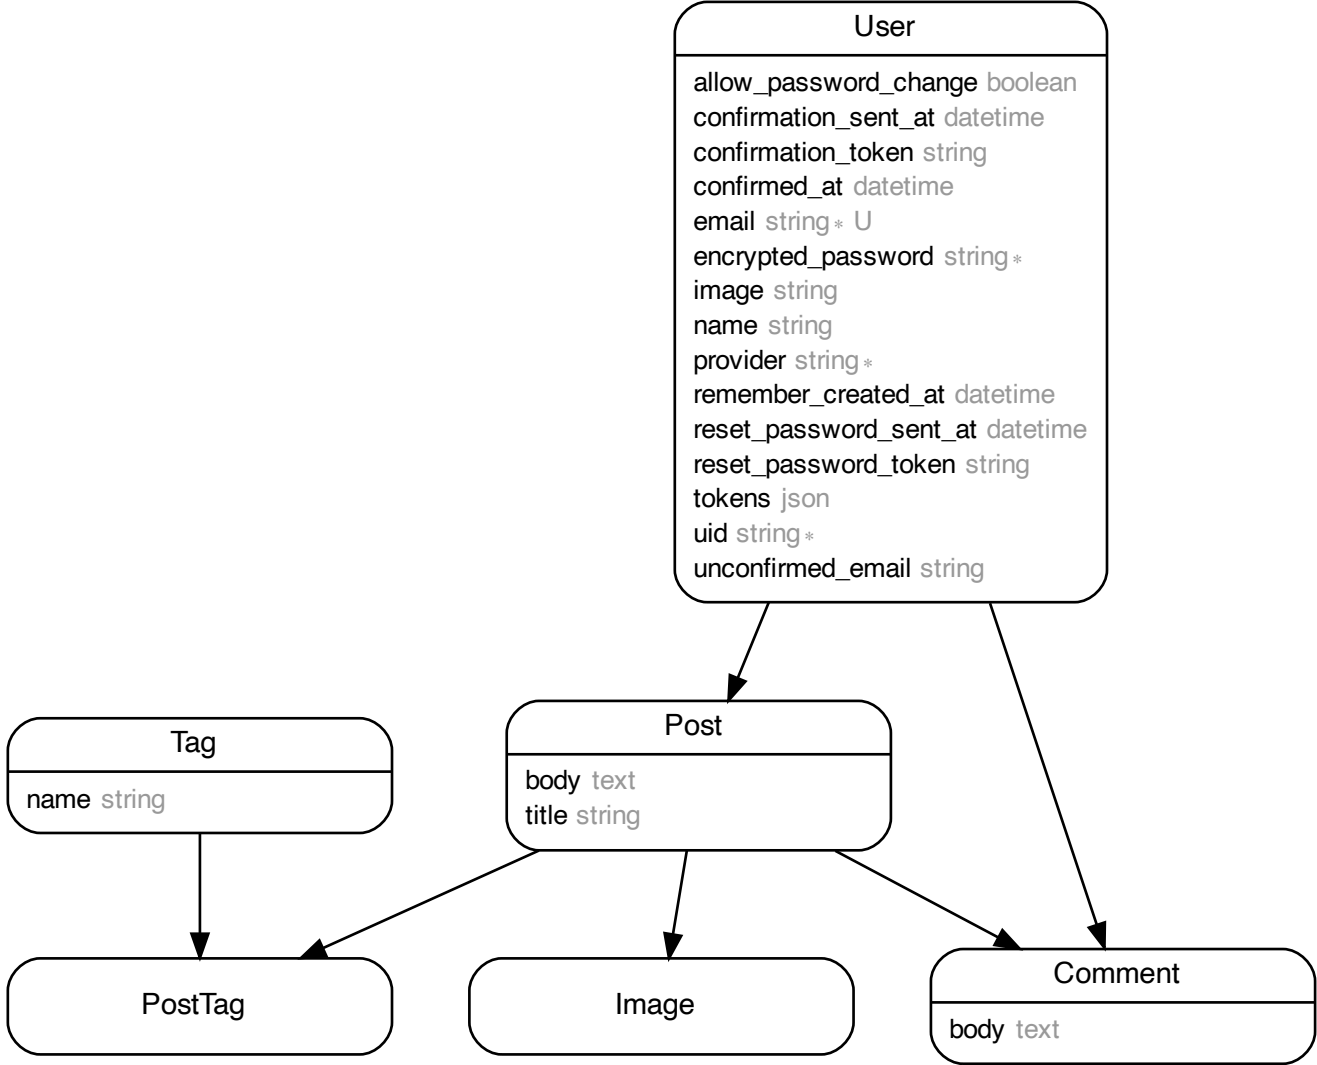 User
allow_password_change boolean
confirmation_sent_at datetime
confirmation_token string
confirmed_at datetime
email string* U
encrypted_password string*
image string
name string
provider string*
remember_created_at datetime
reset_password_sent_at datetime
reset_password_token string
tokens json
uid string*
unconfirmed_email string
Tag
name string
Post
body text
title string
PostTag
Image
Comment
body text